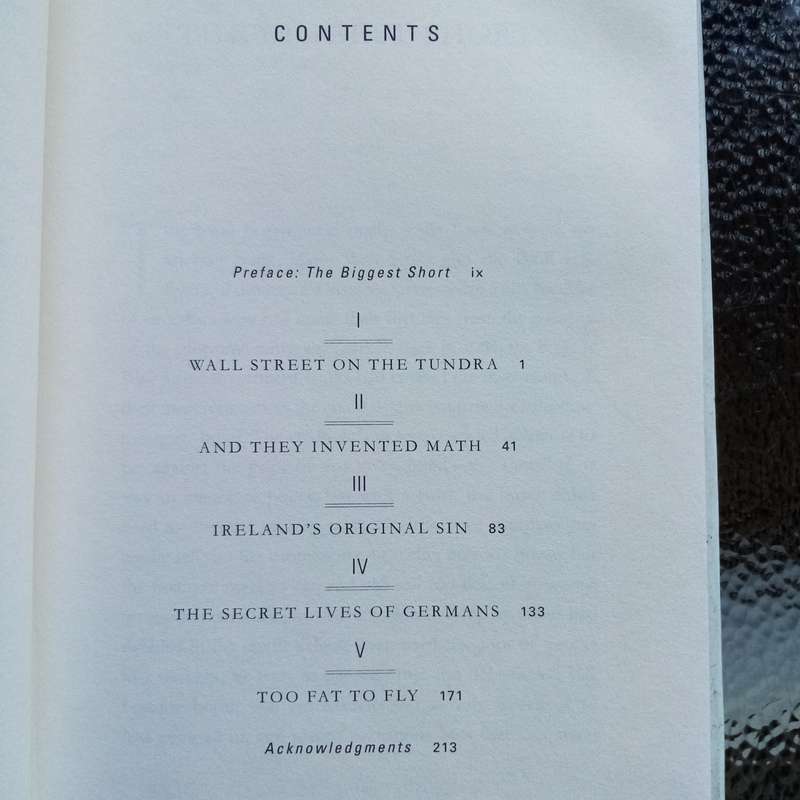 CONTENTS
Preface: The Biggest Short ix
I
WALL STREET ON THE TUNDRA 1
II
AND THEY INVENTED MATH 41
III
IRELAND'S ORIGINAL SIN 83
IV
THE SECRET LIVES OF GERMANS 133
V
TOO FAT TO FLY 171
Acknowledgments 213